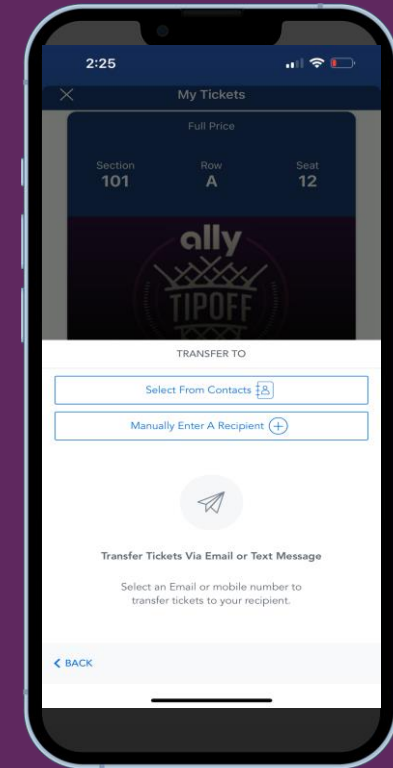 2:25
My Tickets
Full Price
Section Row Seat
101 A 12
ally
TIPOFF
TRANSFER TO
Select From Contacts
Manually Enter A Recipient
Transfer Tickets Via Email or Text Message
Select an Email or mobile number to
transfer tickets to your recipient.
BACK